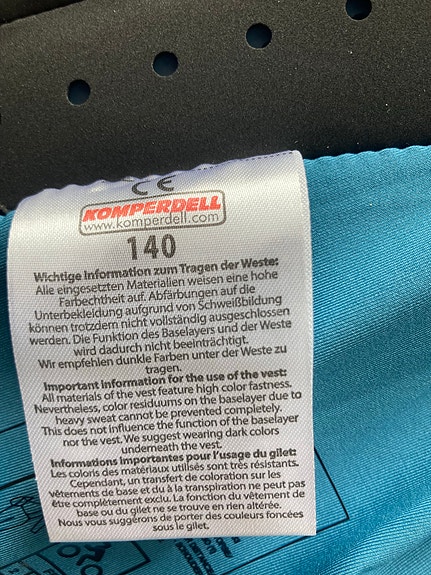 CE
KOMPERDELL
www.komperdell.com
140
Wichtige Information zum Tragen der Weste:
Alle eingesetzten Materialien weisen eine hohe
Farbechtheit auf. Abfärbungen auf die
Unterbekleidung aufgrund von Schweißbildung
können trotzdem nicht vollständig ausgeschlossen
werden. Die Funktion des Baselayers und der Weste
wird dadurch nicht beeinträchtigt.
Wir empfehlen dunkle Farben unter der Weste zu
tragen.
Important information for the use of the vest:
All materials of the vest feature high color fastness.
Nevertheless, color residuums on the baselayer due to
heavy sweat cannot be prevented completely.
This does not influence the function of the baselayer
nor the vest. We suggest wearing dark colors
underneath the vest.
Informations importantes pour l'usage du gilet:
Les coloris des matériaux utilisés sont très résistants.
Cependant, un transfert de coloration sur les
vêtements de base et du à la transpiration ne peut pas
être complétement exclu. La fonction du vêtement de
base ou du gilet ne se trouve en rien altérée.
Nous vous suggérons de porter des couleurs foncées
sous le gilet.